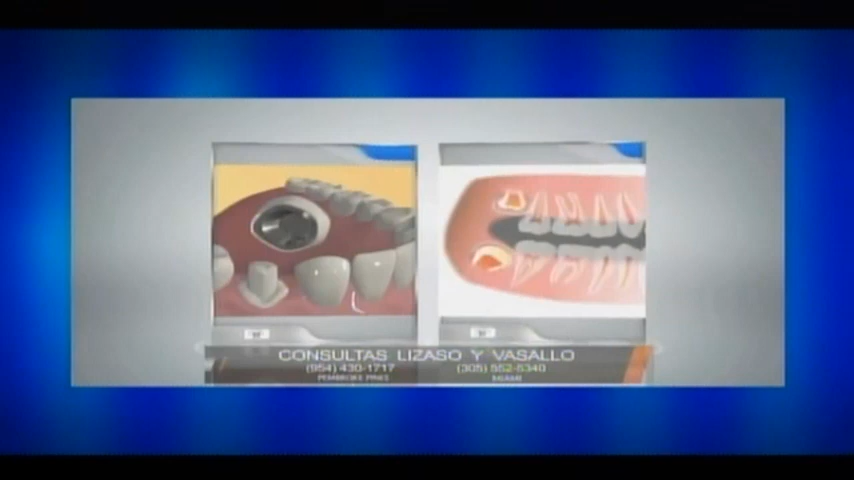 CONSULTAS LIZASO Y VASALLO
(954) 430-1717 (305) 552-5340
PEMBROKE PINES MIAMI